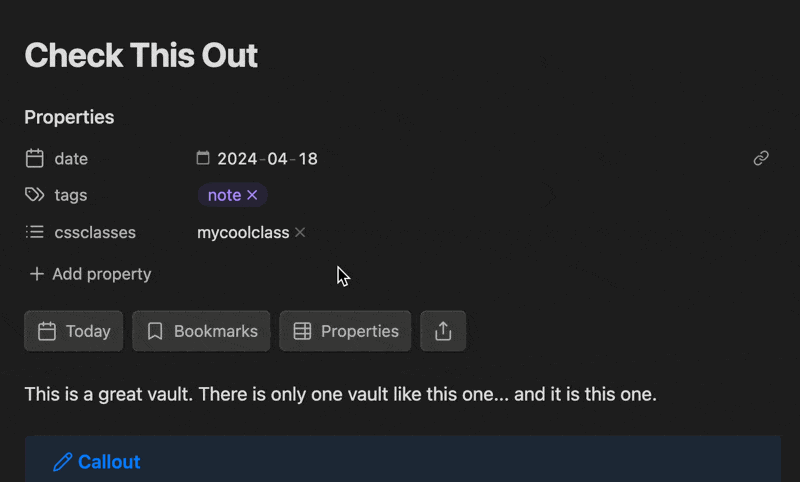 Check This Out
Properties
date 2024-04-18
tags note
cssclasses mycoolclass
Add property
Today Bookmarks Properties
This is a great vault. There is only one vault like this one... and it is this one.
Callout